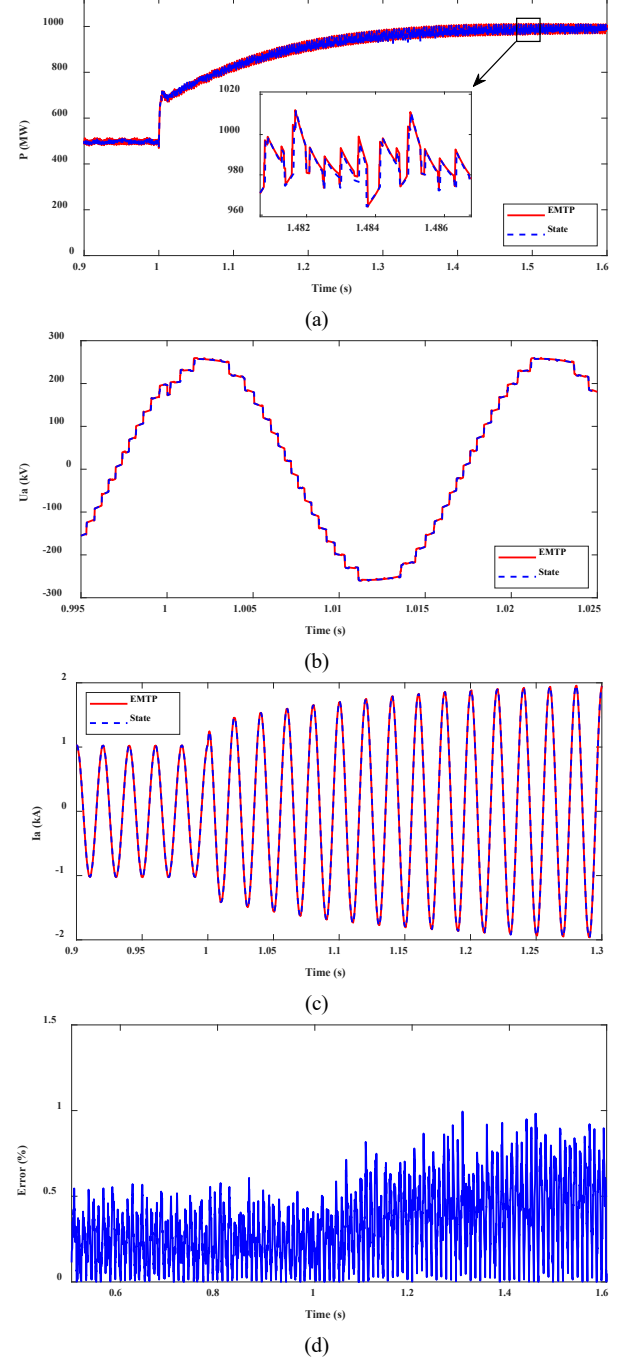 1000
800
600
400
200
0
P (MW)
1020
1000
980
960
1.482 1.484 1.486
EMTP
State
0.9 1 1.1 1.2 1.3 1.4 1.5 1.6
Time (s)
(a)
300
200
100
0
-100
-200
-300
Ua (kV)
EMTP
State
0.995 1 1.005 1.01 1.015 1.02 1.025
Time (s)
(b)
2
1
0
-1
-2
Ia (kA)
EMTP
State
0.9 0.95 1 1.05 1.1 1.15 1.2 1.25 1.3
Time (s)
(c)
1.5
1
0.5
0
Error (%)
0.6 0.8 1 1.2 1.4 1.6
Time (s)
(d)